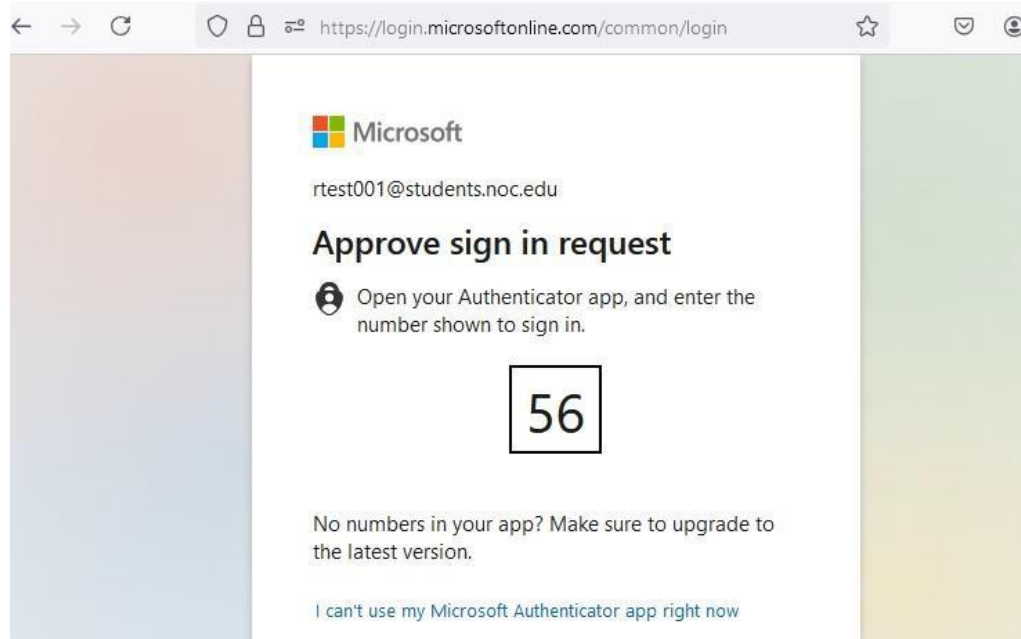 https://login.microsoftonline.com/common/login
Microsoft
rtest001@students.noc.edu
Approve sign in request
Open your Authenticator app, and enter the
number shown to sign in.
56
No numbers in your app? Make sure to upgrade to
the latest version.
I can't use my Microsoft Authenticator app right now